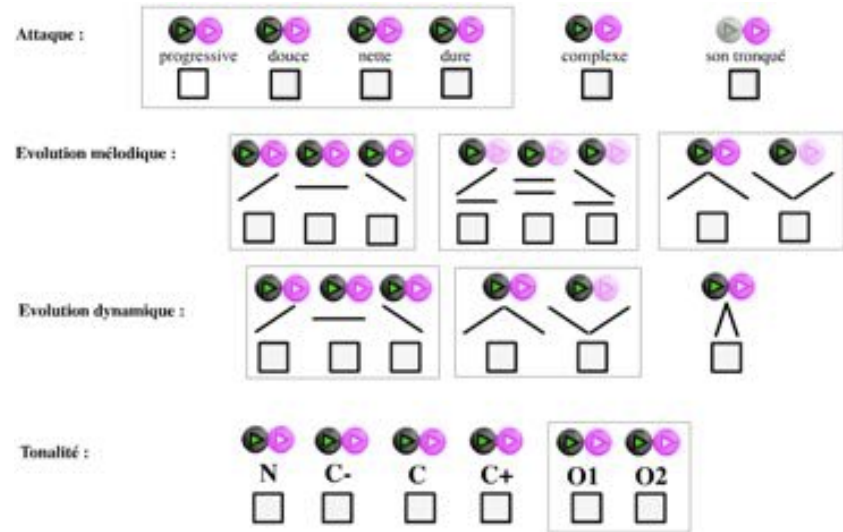 Attaque :
progressive douce nette dure complexe son tronqué
Evolution mélodique :
Evolution dynamique :
Tonalité :
N C- C C+ O1 O2